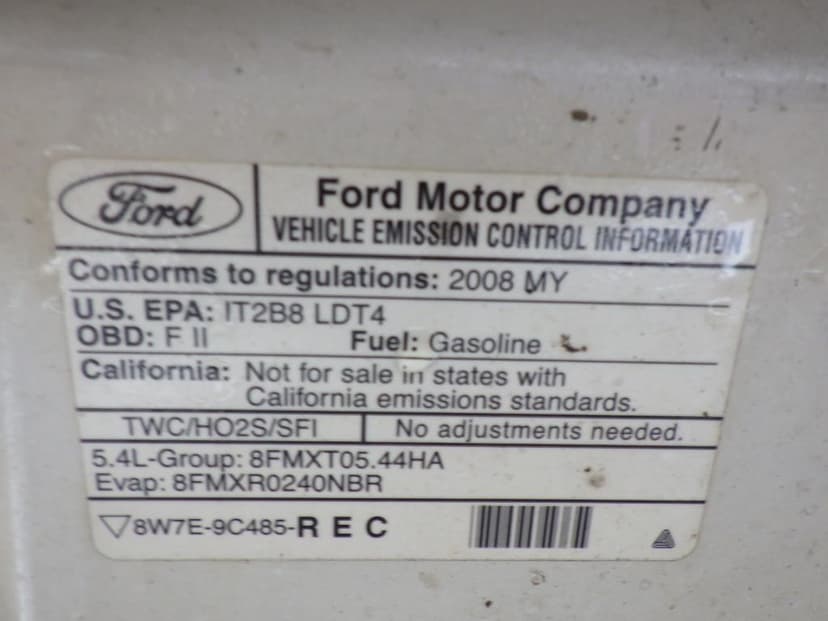 Ford
Ford Motor Company
VEHICLE EMISSION CONTROL INFORMATION
Conforms to regulations: 2008 MY
U.S. EPA: IT2B8 LDT4
OBD: F II Fuel: Gasoline
California: Not for sale in states with
California emissions standards.
TWC/HO2S/SFI No adjustments needed.
5.4L-Group: 8FMXT05.44HA
Evap: 8FMXR0240NBR
8W7E-9C485-R E C